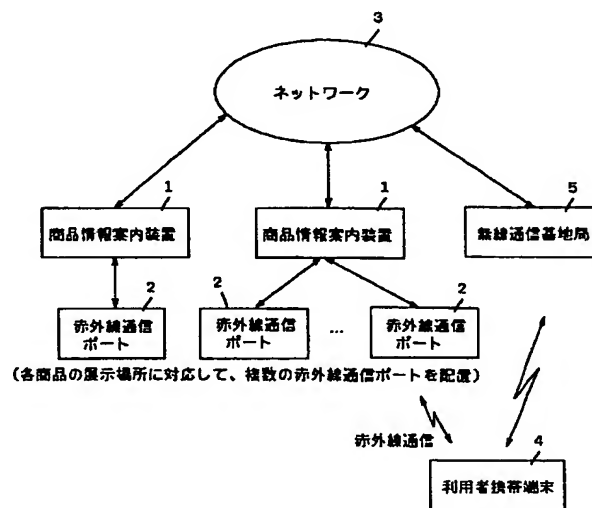 3
ネットワーク
1
1
5
商品情報案内装置
商品情報案内装置
無線通信基地局
2
2
2
赤外線通信
ポート
赤外線通信
ポート
...
赤外線通信
ポート
(各商品の展示場所に対応して、複数の赤外線通信ポートを配置)
赤外線通信
4
利用者携帯端末